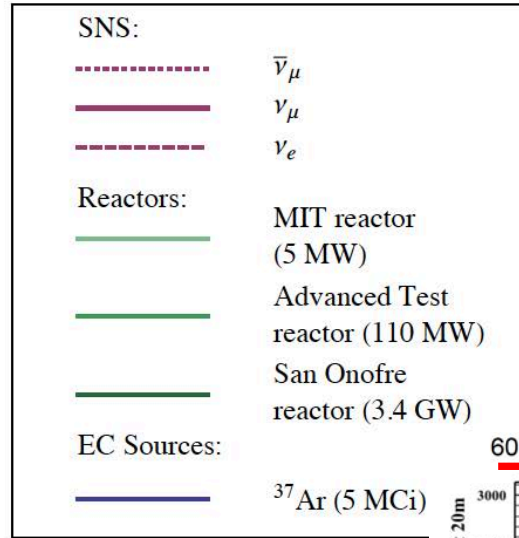 SNS:
ν̅μ
νμ
νe
Reactors:
MIT reactor
(5 MW)
Advanced Test
reactor (110 MW)
San Onofre
reactor (3.4 GW)
EC Sources:
60
³⁷Ar (5 MCi)
3000
20m